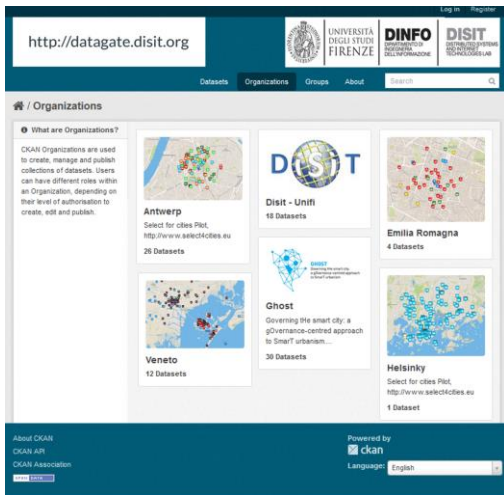 Log in Register
http://datagate.disit.org
UNIVERSITÀ
DEGLI STUDI
FIRENZE
DINFO
DIPARTIMENTO DI
INGEGNERIA
DELL'INFORMAZIONE
DISIT
DISTRIBUTED SYSTEMS
AND INTERNET
TECHNOLOGIES LAB
Datasets Organizations Groups About Search
/ Organizations
What are Organizations?
CKAN Organizations are used
to create, manage and publish
collections of datasets. Users
can have different roles within
an Organization, depending on
their level of authorisation to
create, edit and publish.
Antwerp
Select for cities Pilot,
http://www.select4cities.eu
26 Datasets
DISIT
Disit - Unifi
18 Datasets
Emilia Romagna
4 Datasets
Veneto
12 Datasets
GHOST
Ghost
Governing tHe smart city: a
gOvernance-centred approach
to SmarT urbanism....
30 Datasets
Helsinky
Select for cities Pilot,
http://www.select4cities.eu
1 Dataset
About CKAN
CKAN API
CKAN Association
OPEN DATA
Powered by
ckan
Language: English